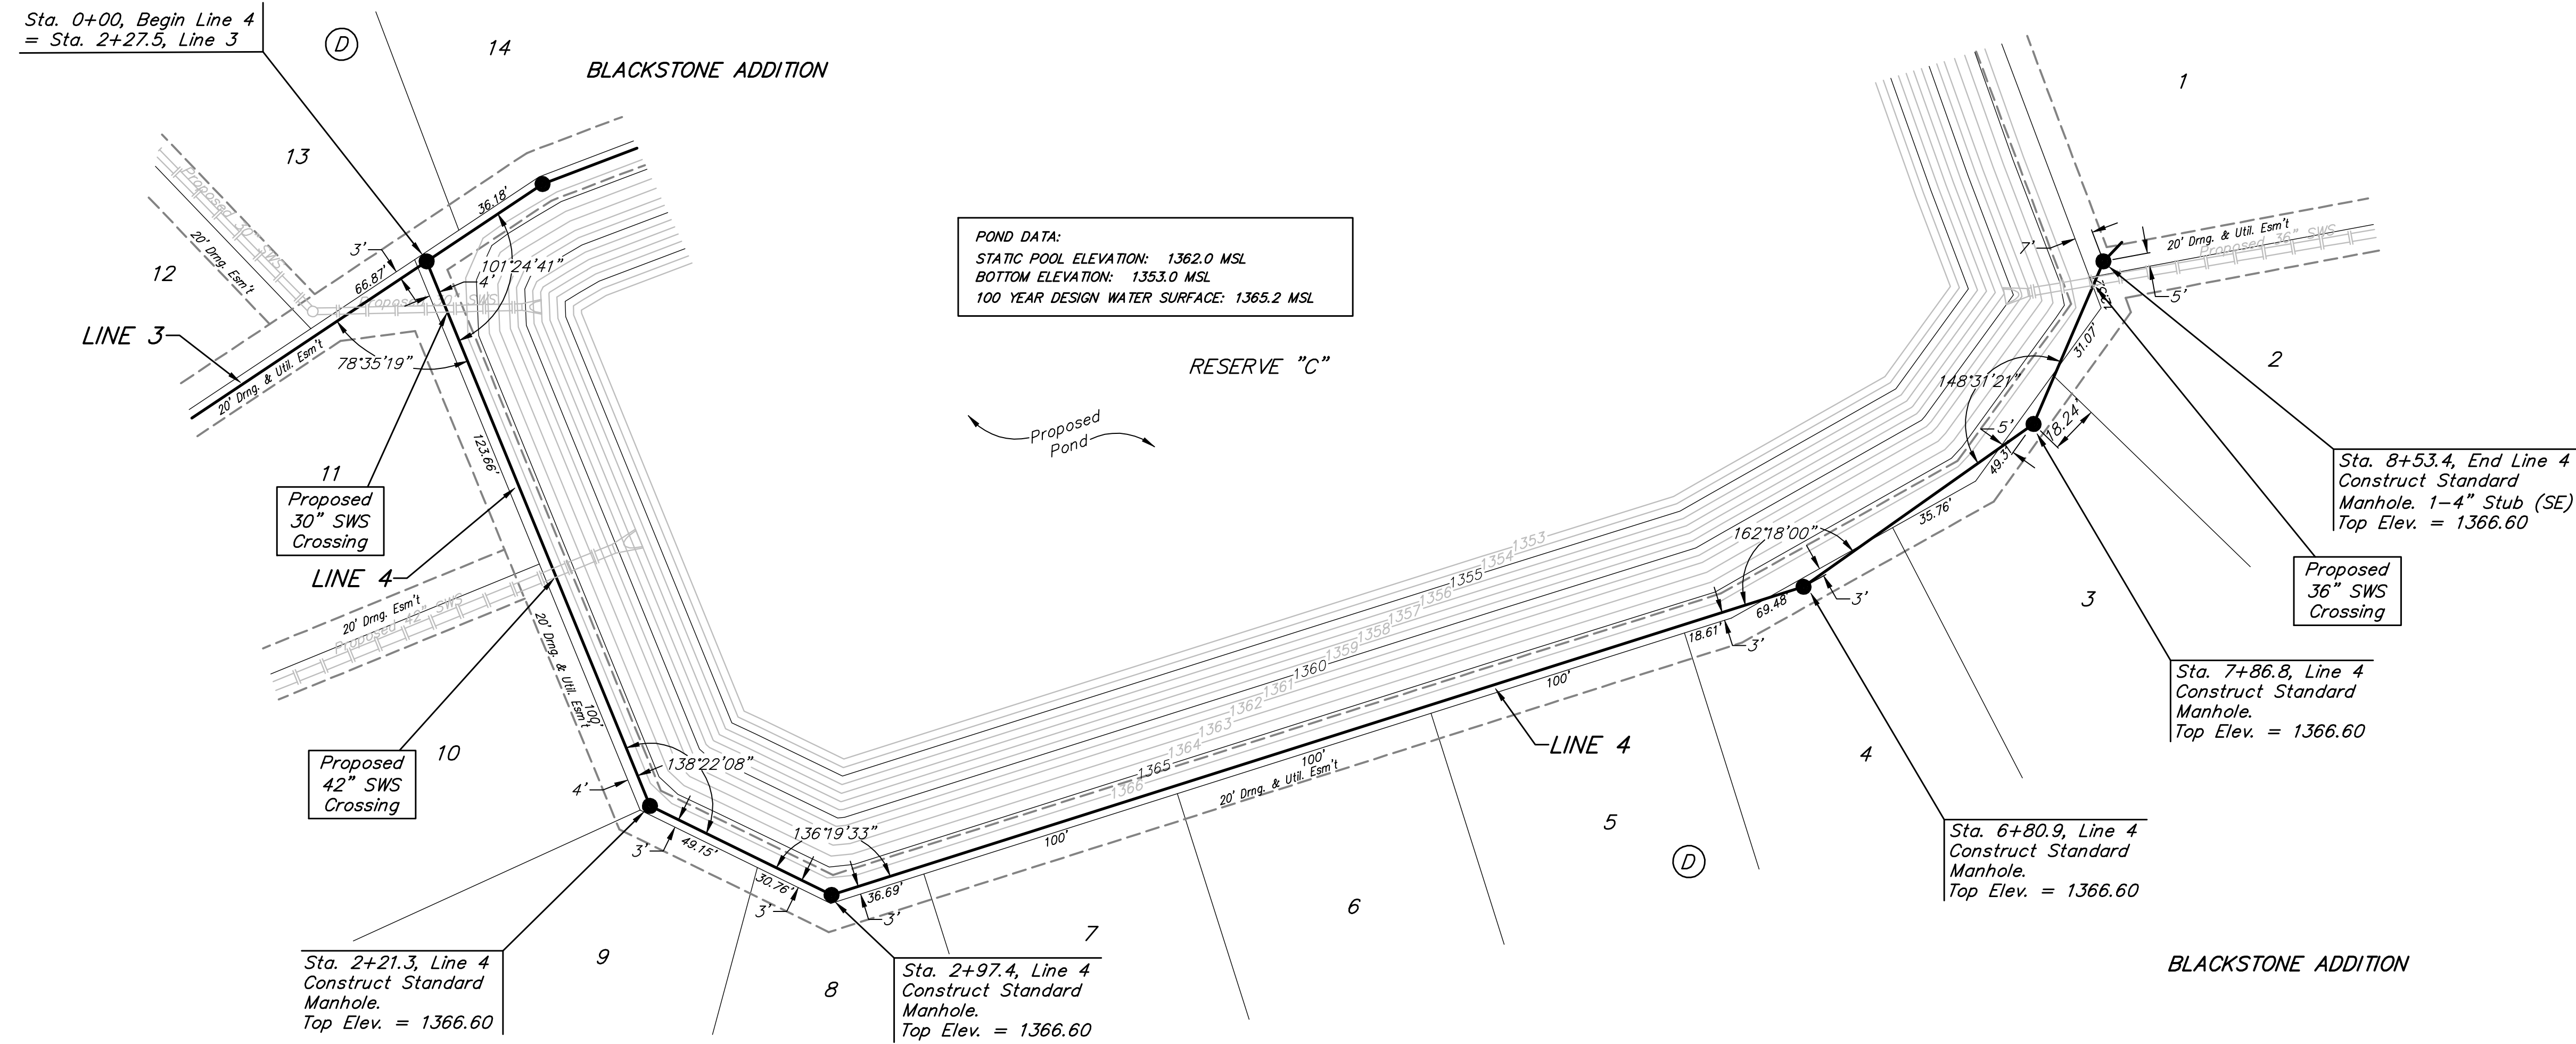 Sta. 0+00, Begin Line 4
= Sta. 2+27.5, Line 3
D
14
BLACKSTONE ADDITION
13
12
Proposed 30" SWS
20' Drng. Esm't
36.18'
3'
66.87'
101°24'41"
4'
LINE 3
78°35'19"
20' Drng. & Util. Esm't
POND DATA:
STATIC POOL ELEVATION: 1362.0 MSL
BOTTOM ELEVATION: 1353.0 MSL
100 YEAR DESIGN WATER SURFACE: 1365.2 MSL
RESERVE "C"
Proposed
Pond
1
7'
20' Drng. & Util. Esm't
Proposed 36" SWS
5'
31.07'
2
148°31'21"
5'
18.24'
49.31'
Sta. 8+53.4, End Line 4
Construct Standard
Manhole. 1-4" Stub (SE)
Top Elev. = 1366.60
Proposed
36" SWS
Crossing
123.66'
11
Proposed
30" SWS
Crossing
LINE 4
20' Drng. Esm't
Proposed 42" SWS
20' Drng. & Util. Esm't
100'
10
Proposed
42" SWS
Crossing
4'
138°22'08"
3'
49.15'
136°19'33"
30.76'
3'
36.69'
3'
1353
1354
1355
1356
1357
1358
1359
1360
1361
1362
1363
1364
1365
1366
100'
100'
100'
20' Drng. & Util. Esm't
LINE 4
18.61'
69.48'
3'
162°18'00"
35.76'
3'
3
4
5
6
7
8
9
D
Sta. 7+86.8, Line 4
Construct Standard
Manhole.
Top Elev. = 1366.60
Sta. 6+80.9, Line 4
Construct Standard
Manhole.
Top Elev. = 1366.60
Sta. 2+21.3, Line 4
Construct Standard
Manhole.
Top Elev. = 1366.60
Sta. 2+97.4, Line 4
Construct Standard
Manhole.
Top Elev. = 1366.60
BLACKSTONE ADDITION